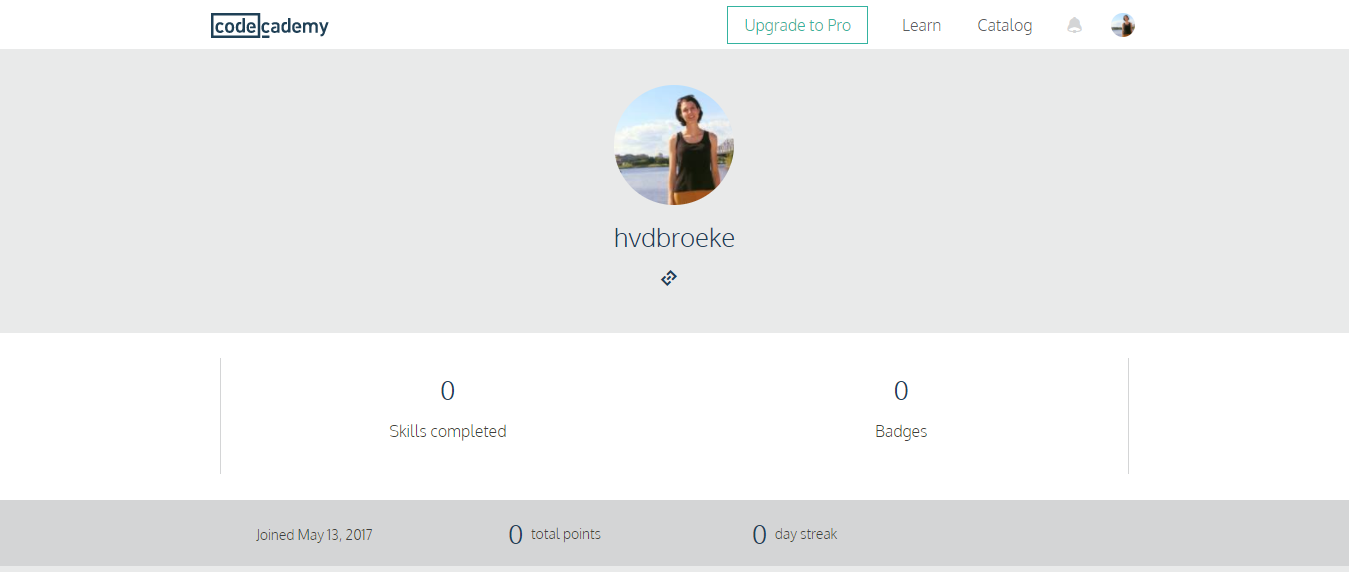 codecademy
Upgrade to Pro Learn Catalog
hvdbroeke
0 0
Skills completed Badges
Joined May 13, 2017 0 total points 0 day streak